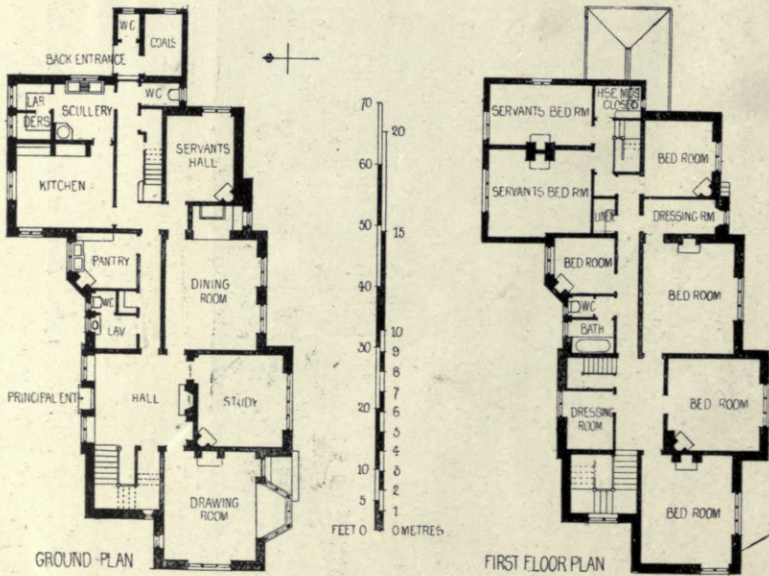 WC
COALS
BACK ENTRANCE
WC
LAR
DERS
SCULLERY
SERVANTS
HALL
KITCHEN
PANTRY
DINING
ROOM
WC
LAV
PRINCIPAL ENT
HALL
STUDY
DRAWING
ROOM
GROUND PLAN
70
60
50
40
30
20
10
5
FEET 0
20
15
10
9
8
7
6
5
4
3
2
1
0 METRES
HSE MDS
CLOSET
SERVANTS BED RM
BED ROOM
SERVANTS BED RM
LINEN
DRESSING RM
BED ROOM
BED ROOM
WC
BATH
DRESSING
ROOM
BED ROOM
BED ROOM
FIRST FLOOR PLAN